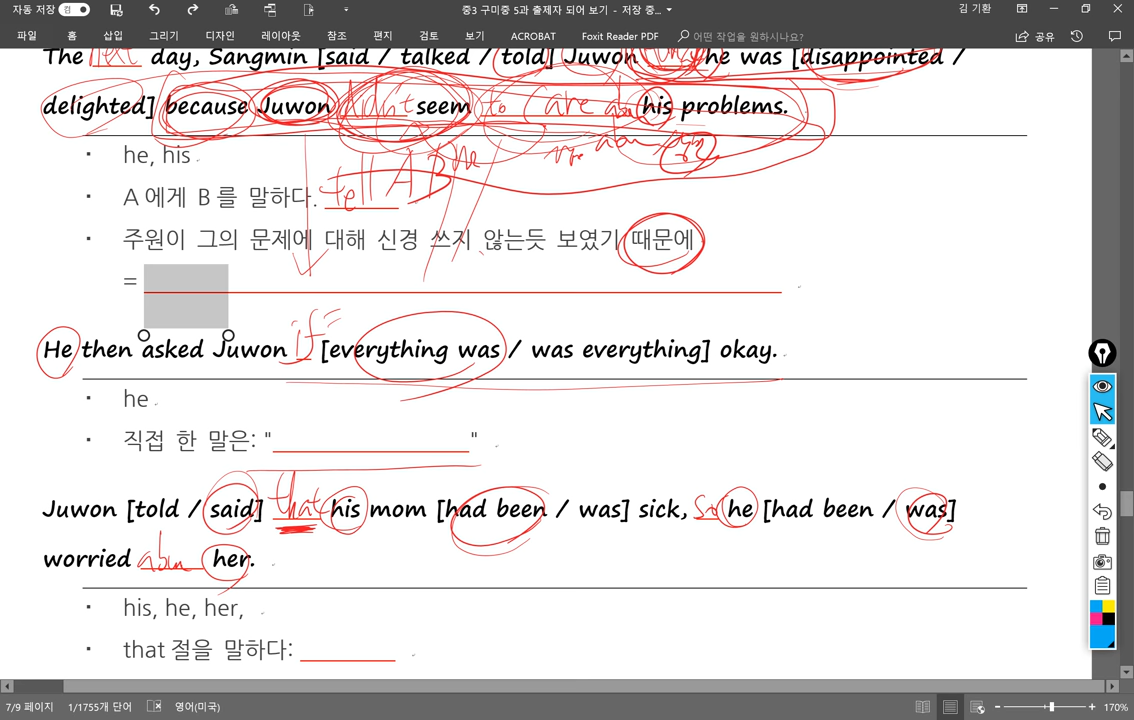 자동 저장 컴 중3 구미중 5과 출제자 되어 보기 - 저장 중... 김 기환
파일 홈 삽입 그리기 디자인 레이아웃 참조 편지 검토 보기 ACROBAT Foxit Reader PDF 어떤 작업을 원하시나요? 공유
The next day, Sangmin [said / talked / told] Juwon he was [disappointed /
delighted] because Juwon didn't seem to care about his problems.
he, his
A에게 B를 말하다. tell A B
주원이 그의 문제에 대해 신경 쓰지 않는듯 보였기 때문에
=
He then asked Juwon if [everything was / was everything] okay.
he
직접 한 말은: " "
Juwon [told / said] that his mom [had been / was] sick, so he [had been / was]
worried about her.
his, he, her,
that절을 말하다:
7/9 페이지 1/1755개 단어 영어(미국) 170%